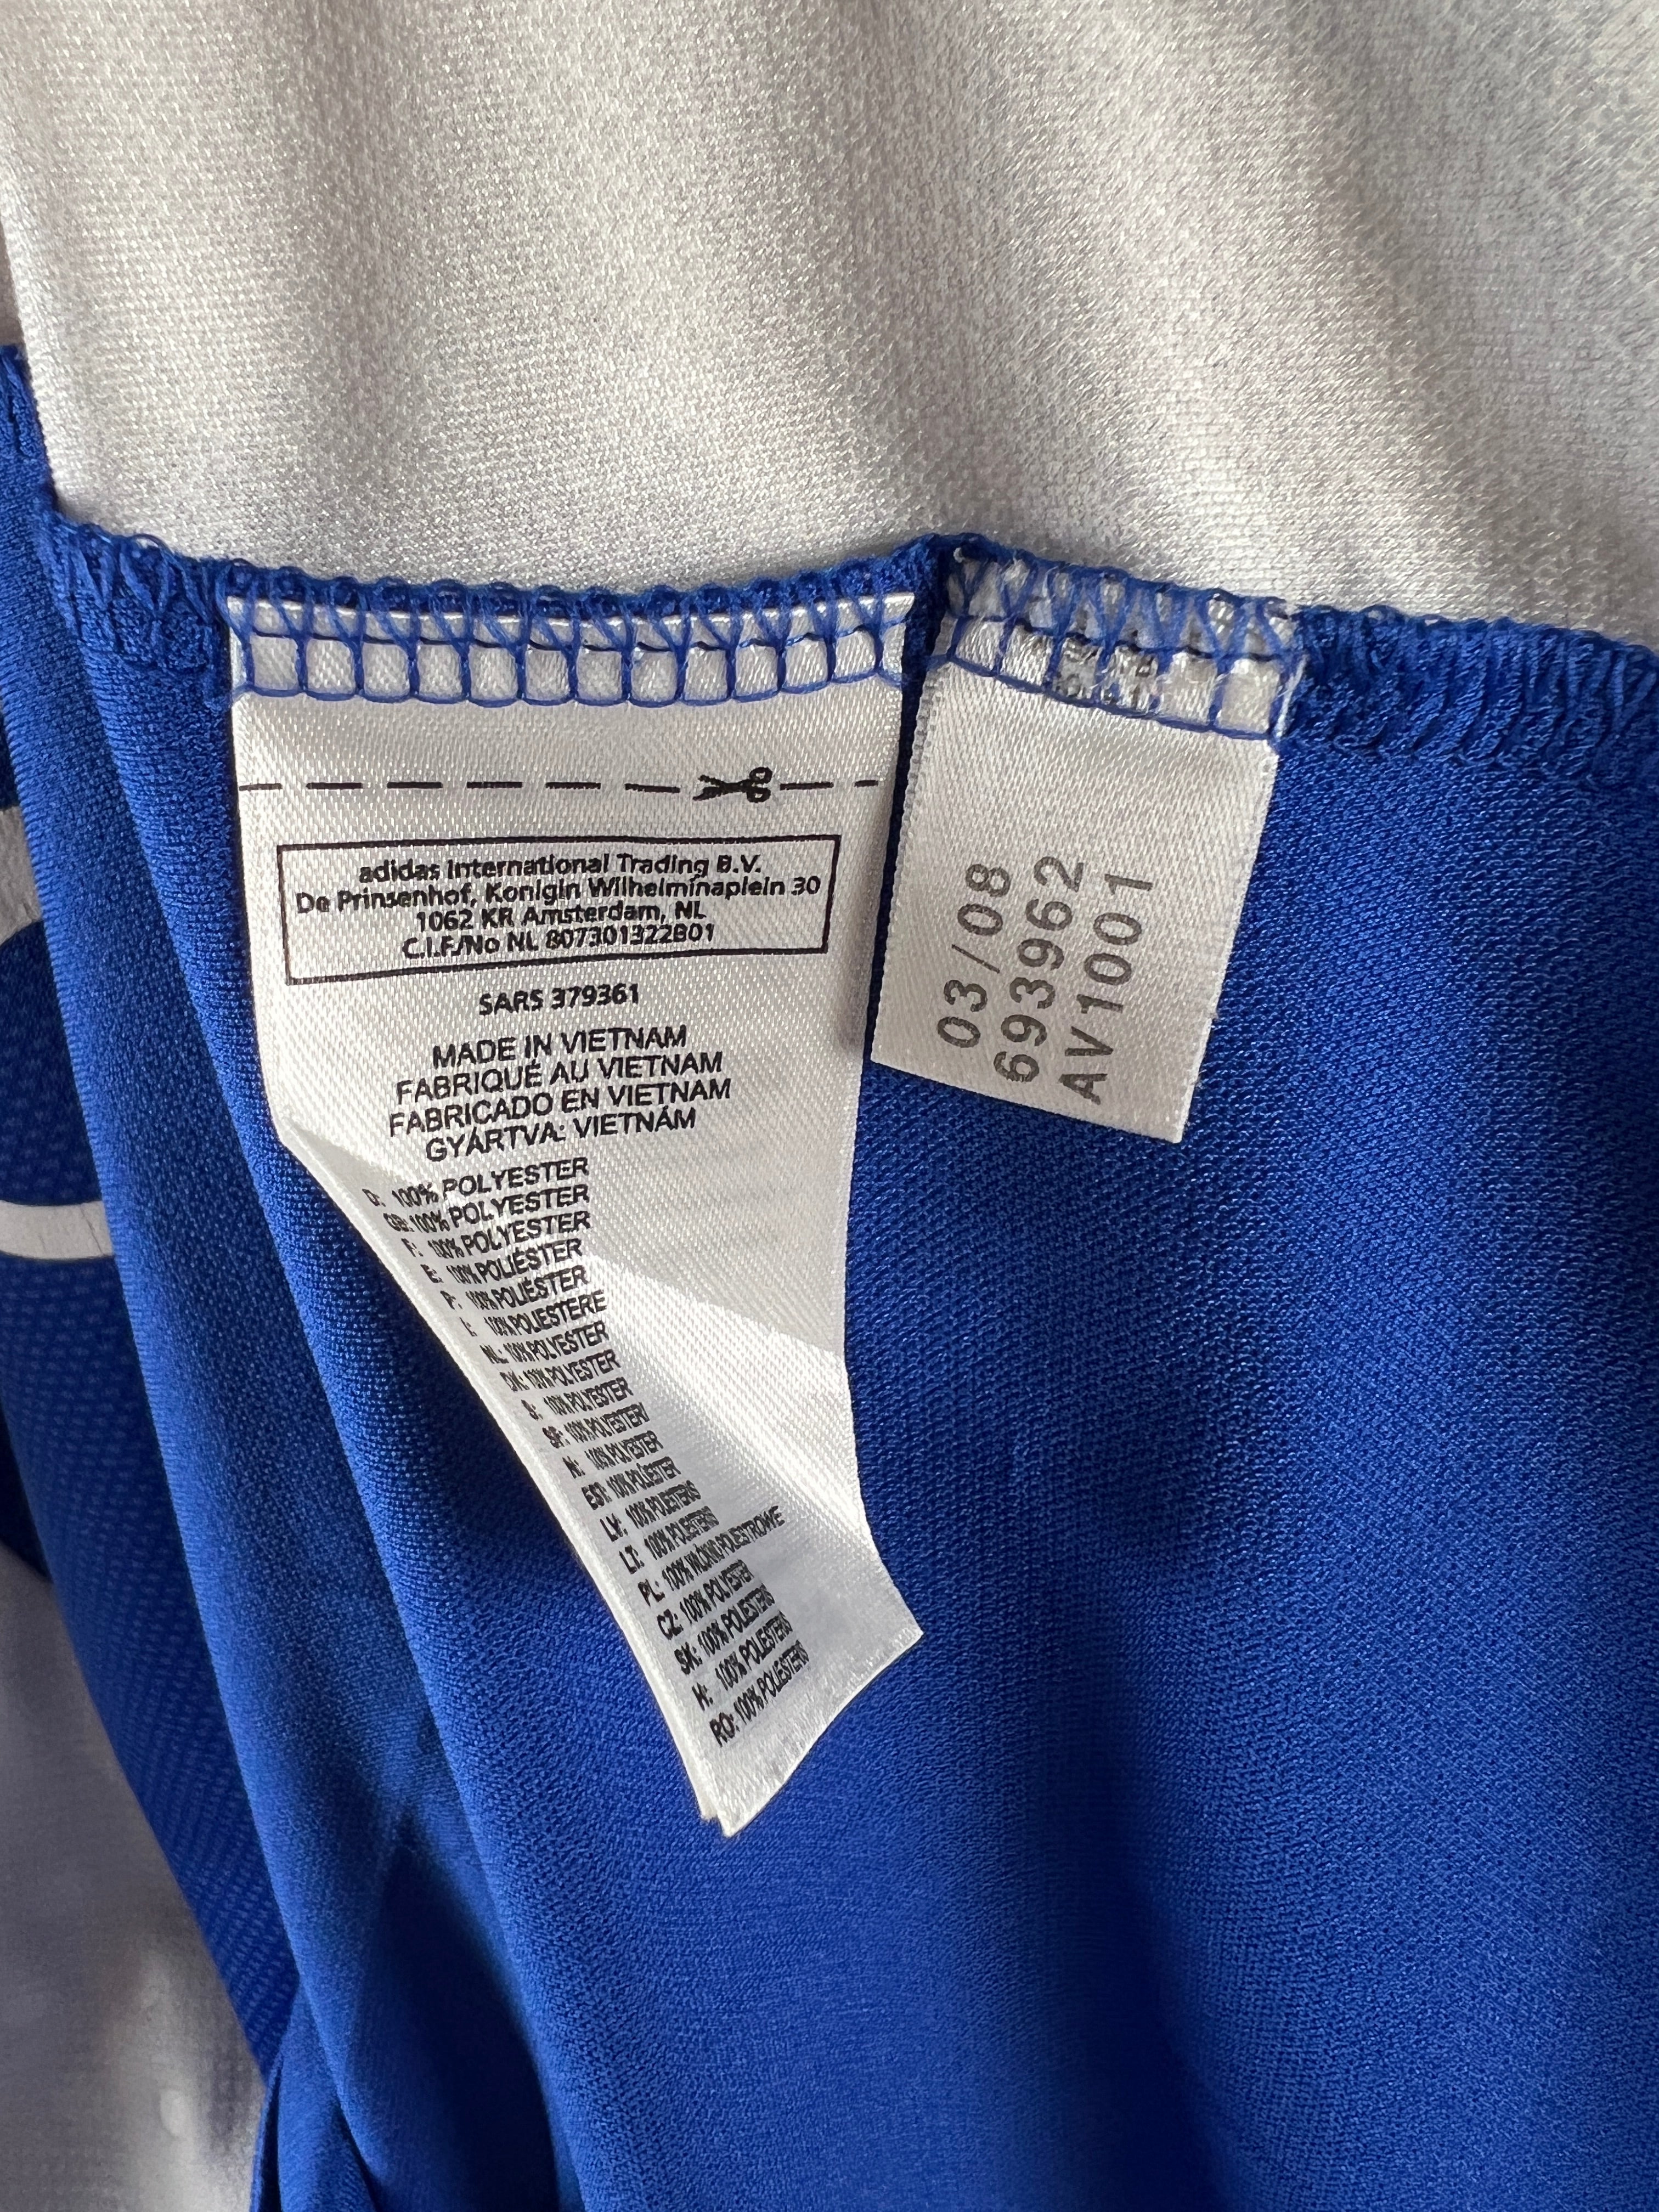 adidas International Trading B.V.
De Prinsenhof, Konigin Wilhelminaplein 30
1062 KR Amsterdam, NL
C.I.F./No NL 807301322B01
SARS 379361
MADE IN VIETNAM
FABRIQUÉ AU VIETNAM
FABRICADO EN VIETNAM
GYÁRTVA: VIETNÁM
D: 100% POLYESTER
GB: 100% POLYESTER
F: 100% POLYESTER
E: 100% POLIÉSTER
P: 100% POLIÉSTER
I: 100% POLIESTERE
NL: 100% POLYESTER
DK: 100% POLYESTER
S: 100% POLYESTER
SF: 100% POLYESTERI
N: 100% POLYESTER
EST: 100% POLÜESTER
LV: 100% POLIESTERIS
LT: 100% POLIESTERIS
PL: 100% WŁÓKNO POLIESTROWE
CZ: 100% POLYESTER
SK: 100% POLIESTERIS
H: 100% POLIESTERIS
RO: 100% POLIESTERIS
03/08
693962
AV1001